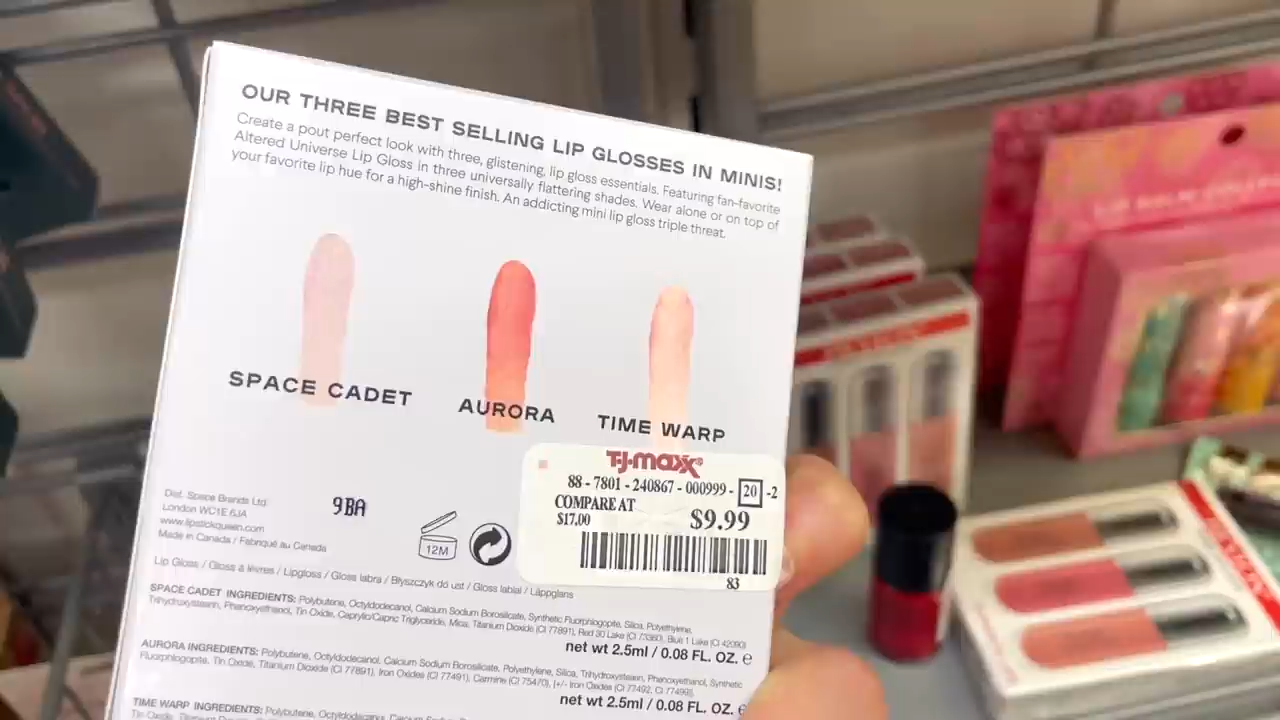 OUR THREE BEST SELLING LIP GLOSSES IN MINIS!
Create a pout perfect look with three, glistening, lip gloss essentials. Featuring fan-favorite
Altered Universe Lip Gloss in three universally flattering shades. Wear alone or on top of
your favorite lip hue for a high-shine finish. An addicting mini lip gloss triple threat.
SPACE CADET
AURORA
TIME WARP
T·J·maxx®
88 - 7801 - 240867 - 000999 - 20 -2
COMPARE AT
$17.00
$9.99
83
Dist. Space Brands Ltd.
London WC1E 6JA
www.lipstickqueen.com
Made in Canada / Fabriqué au Canada
9BA
12M
Lip Gloss / Gloss à lèvres / Lipgloss / Gloss labra / Błyszczyk do ust / Gloss labial / Läppglans
SPACE CADET INGREDIENTS: Polybutene, Octyldodecanol, Calcium Sodium Borosilicate, Synthetic Fluorphlogopite, Silica, Polyethylene,
Trihydroxystearin, Phenoxyethanol, Tin Oxide, Caprylic/Capric Triglyceride, Mica, Titanium Dioxide (CI 77891), Red 30 Lake (CI 73360), Blue 1 Lake (CI 42090)
net wt 2.5ml / 0.08 FL. OZ. ℮
AURORA INGREDIENTS: Polybutene, Octyldodecanol, Calcium Sodium Borosilicate, Polyethylene, Silica, Trihydroxystearin, Phenoxyethanol, Synthetic
Fluorphlogopite, Tin Oxide, Titanium Dioxide (CI 77891), Iron Oxides (CI 77491), Carmine (CI 75470), [+/- Iron Oxides (CI 77492, CI 77499).
net wt 2.5ml / 0.08 FL. OZ. ℮
TIME WARP INGREDIENTS: Polybutene, Octyldodecanol, Calcium
Tin Oxide,